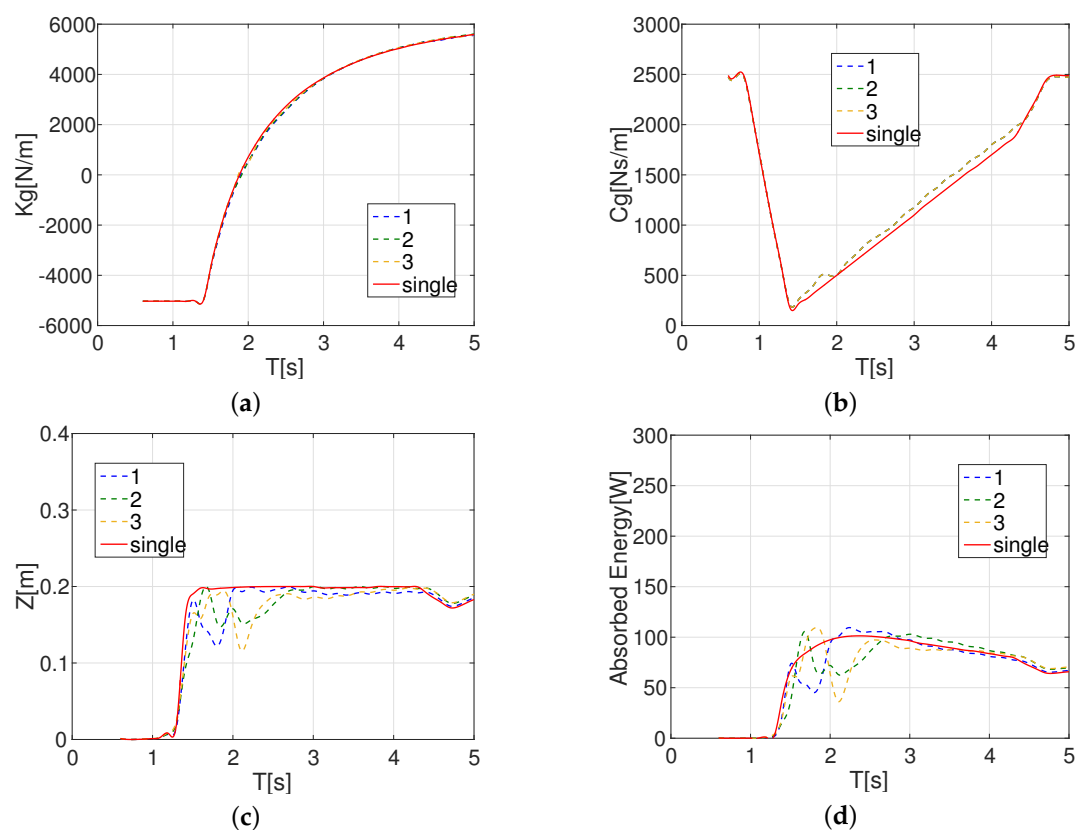 6000
4000
2000
0
-2000
-4000
-6000
Kg[N/m]
1
2
3
single
0 1 2 3 4 5
T[s]
(a)
3000
2500
2000
1500
1000
500
0
Cg[Ns/m]
1
2
3
single
0 1 2 3 4 5
T[s]
(b)
0.4
0.3
0.2
0.1
0
Z[m]
1
2
3
single
0 1 2 3 4 5
T[s]
(c)
300
250
200
150
100
50
0
Absorbed Energy[W]
1
2
3
single
0 1 2 3 4 5
T[s]
(d)